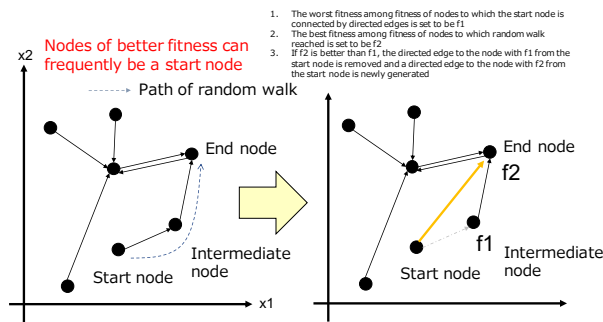 1. The worst fitness among fitness of nodes to which the start node is
connected by directed edges is set to be f1
2. The best fitness among fitness of nodes to which random walk
reached is set to be f2
3. If f2 is better than f1, the directed edge to the node with f1 from the
start node is removed and a directed edge to the node with f2 from
the start node is newly generated
Nodes of better fitness can
frequently be a start node
x2
Path of random walk
End node
Intermediate
node
Start node
x1
End node
f2
f1
Intermediate
node
Start node